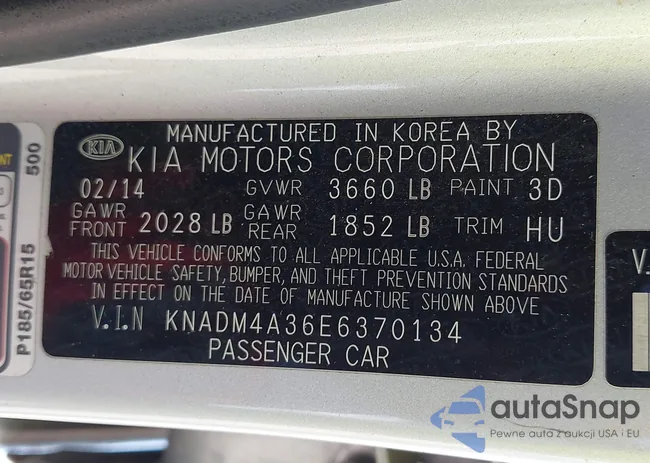 MANUFACTURED IN KOREA BY
KIA
KIA MOTORS CORPORATION
02/14 GVWR 3660 LB PAINT 3D
GAWR FRONT 2028 LB GAWR REAR 1852 LB TRIM HU
THIS VEHICLE CONFORMS TO ALL APPLICABLE U.S.A. FEDERAL
MOTOR VEHICLE SAFETY, BUMPER, AND THEFT PREVENTION STANDARDS
IN EFFECT ON THE DATE OF MANUFACTURE SHOWN ABOVE
V.I.N KNADM4A36E6370134
PASSENGER CAR
500
P185/65R15
V.
autoSnap
Pewne auta z aukcji USA i EU